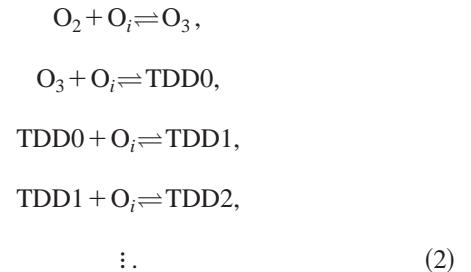 O₂ + Oᵢ ⇌ O₃,
O₃ + Oᵢ ⇌ TDD0,
TDD0 + Oᵢ ⇌ TDD1,
TDD1 + Oᵢ ⇌ TDD2,
⋮. (2)